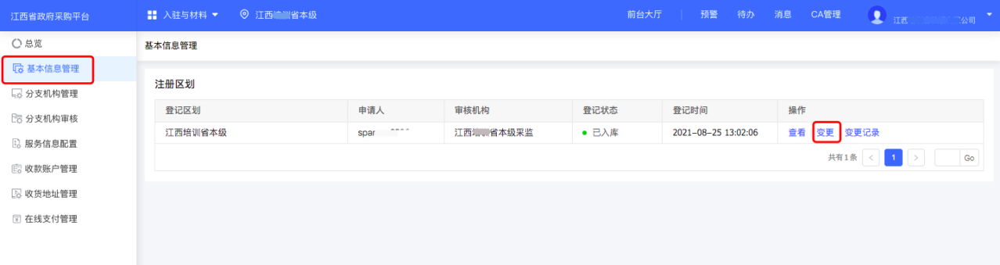 江西省政府采购平台
入驻与材料
江西 省本级
前台大厅
预警
待办
消息
CA管理
江西 公司
总览
基本信息管理
分支机构管理
分支机构审核
服务信息配置
收款账户管理
收货地址管理
在线支付管理
基本信息管理
注册区划
登记区划 申请人 审核机构 登记状态 登记时间 操作
江西培训省本级 spar 江西 省本级采监 已入库 2021-08-25 13:02:06 查看 变更 变更记录
共有1条 < 1 > Go